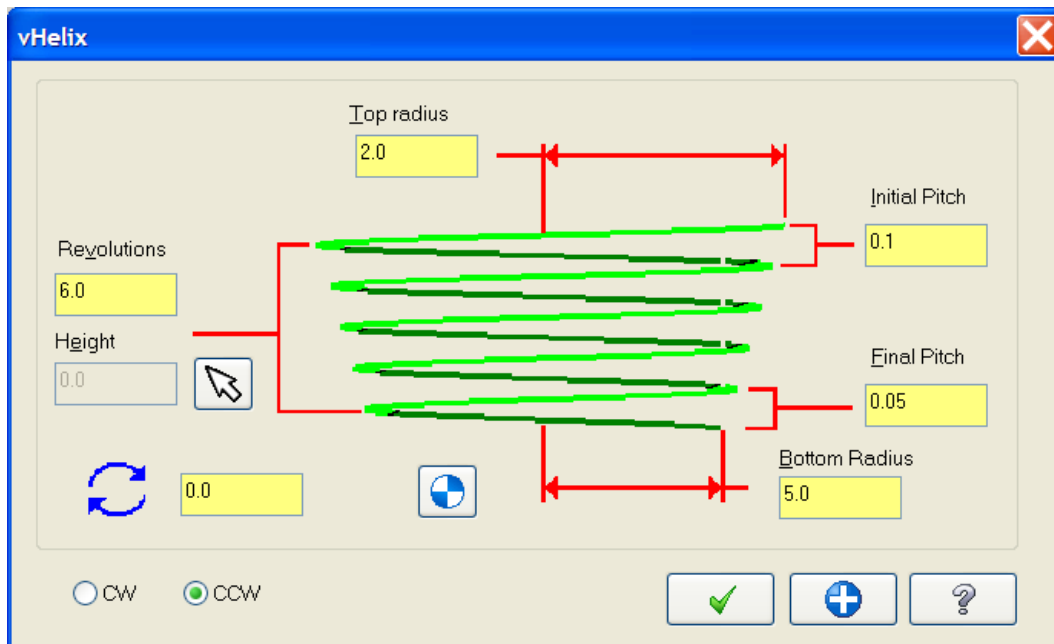 vHelix
Top radius
2.0
Initial Pitch
0.1
Revolutions
6.0
Height
0.0
Final Pitch
0.05
Bottom Radius
5.0
0.0
CW
CCW